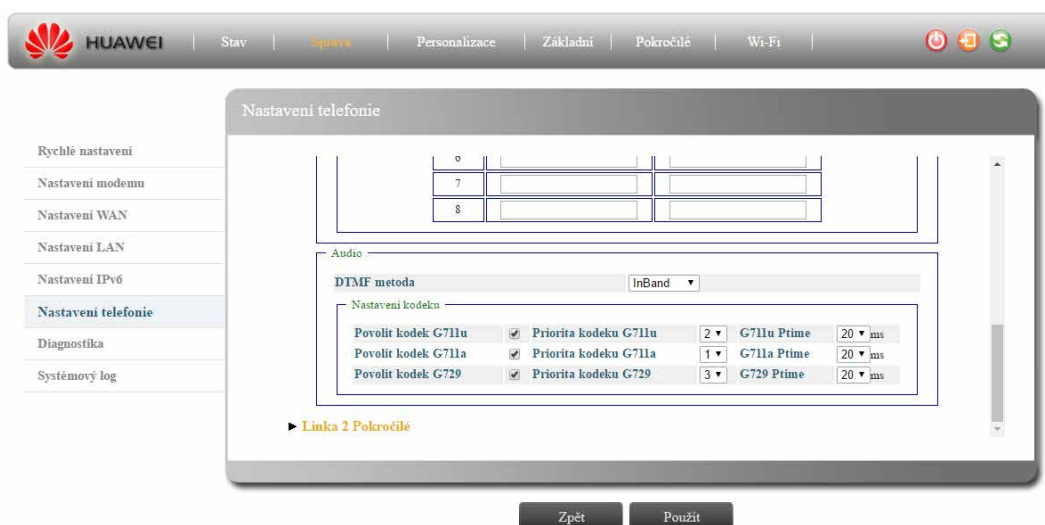 HUAWEI | Stav | Správa | Personalizace | Základní | Pokročilé | Wi-Fi |
Nastavení telefonie
Rychlé nastavení
Nastavení modemu
Nastavení WAN
Nastavení LAN
Nastavení IPv6
Nastavení telefonie
Diagnostika
Systémový log
6
7
8
Audio
DTMF metoda InBand
Nastavení kodeku
Povolit kodek G711u Priorita kodeku G711u 2 G711u Ptime 20 ms
Povolit kodek G711a Priorita kodeku G711a 1 G711a Ptime 20 ms
Povolit kodek G729 Priorita kodeku G729 3 G729 Ptime 20 ms
Linka 2 Pokročilé
Zpět Použít